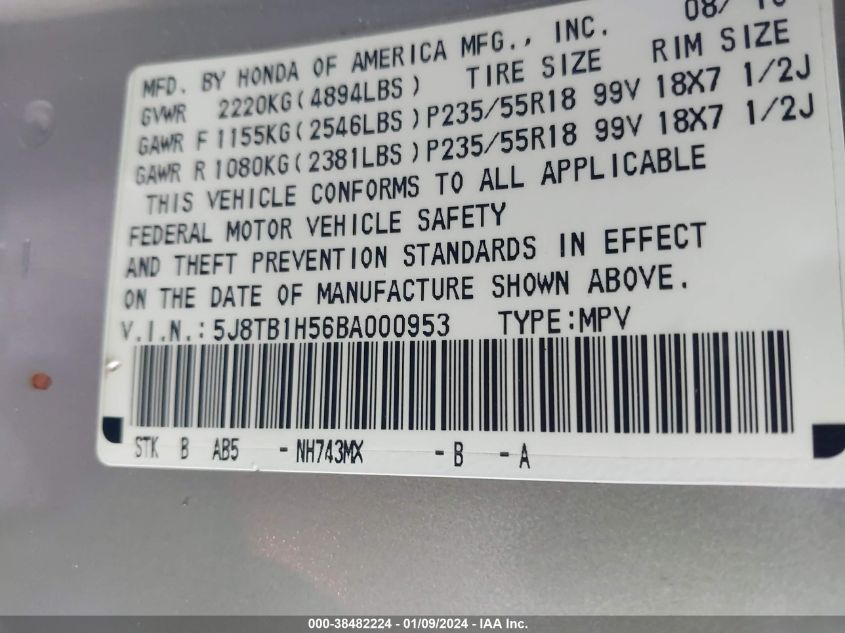 08/
MFD. BY HONDA OF AMERICA MFG., INC.
GVWR 2220KG(4894LBS) TIRE SIZE RIM SIZE
GAWR F 1155KG(2546LBS) P235/55R18 99V 18X7 1/2J
GAWR R 1080KG(2381LBS) P235/55R18 99V 18X7 1/2J
THIS VEHICLE CONFORMS TO ALL APPLICABLE
FEDERAL MOTOR VEHICLE SAFETY
AND THEFT PREVENTION STANDARDS IN EFFECT
ON THE DATE OF MANUFACTURE SHOWN ABOVE.
V.I.N.:5J8TB1H56BA000953 TYPE:MPV
STK B AB5 -NH743MX -B -A
000-38482224 - 01/09/2024 - IAA Inc.